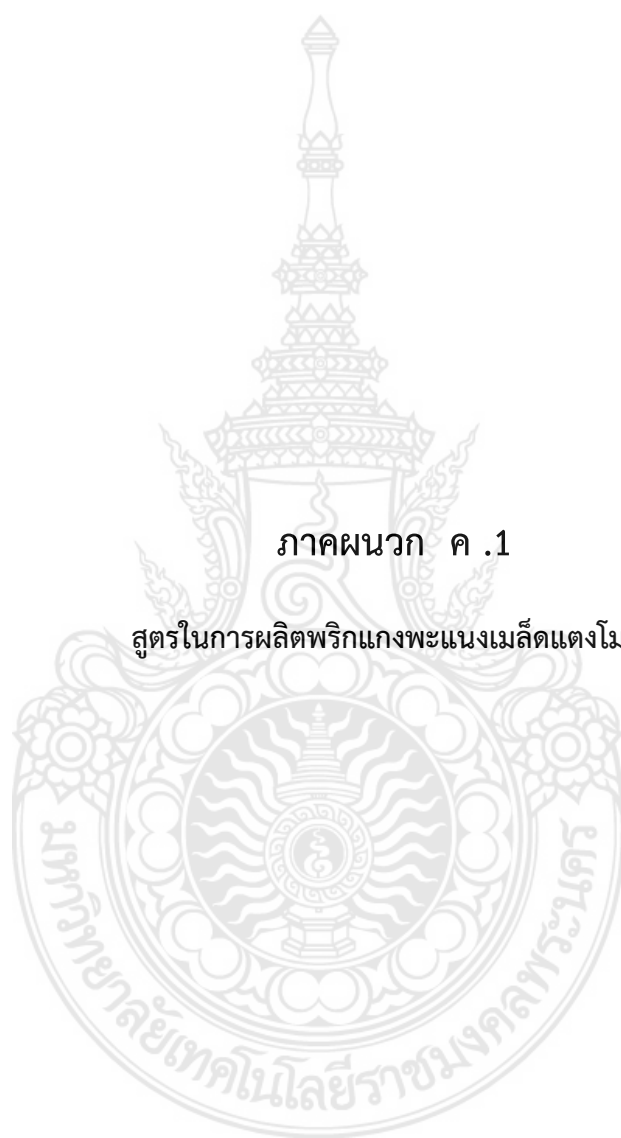 ภาคผนวก ค .1
สูตรในการผลิตพริกแกงพะแนงเมล็ดแตงโม
มหาวิทยาลัยเทคโนโลยีราชมงคลพระนคร